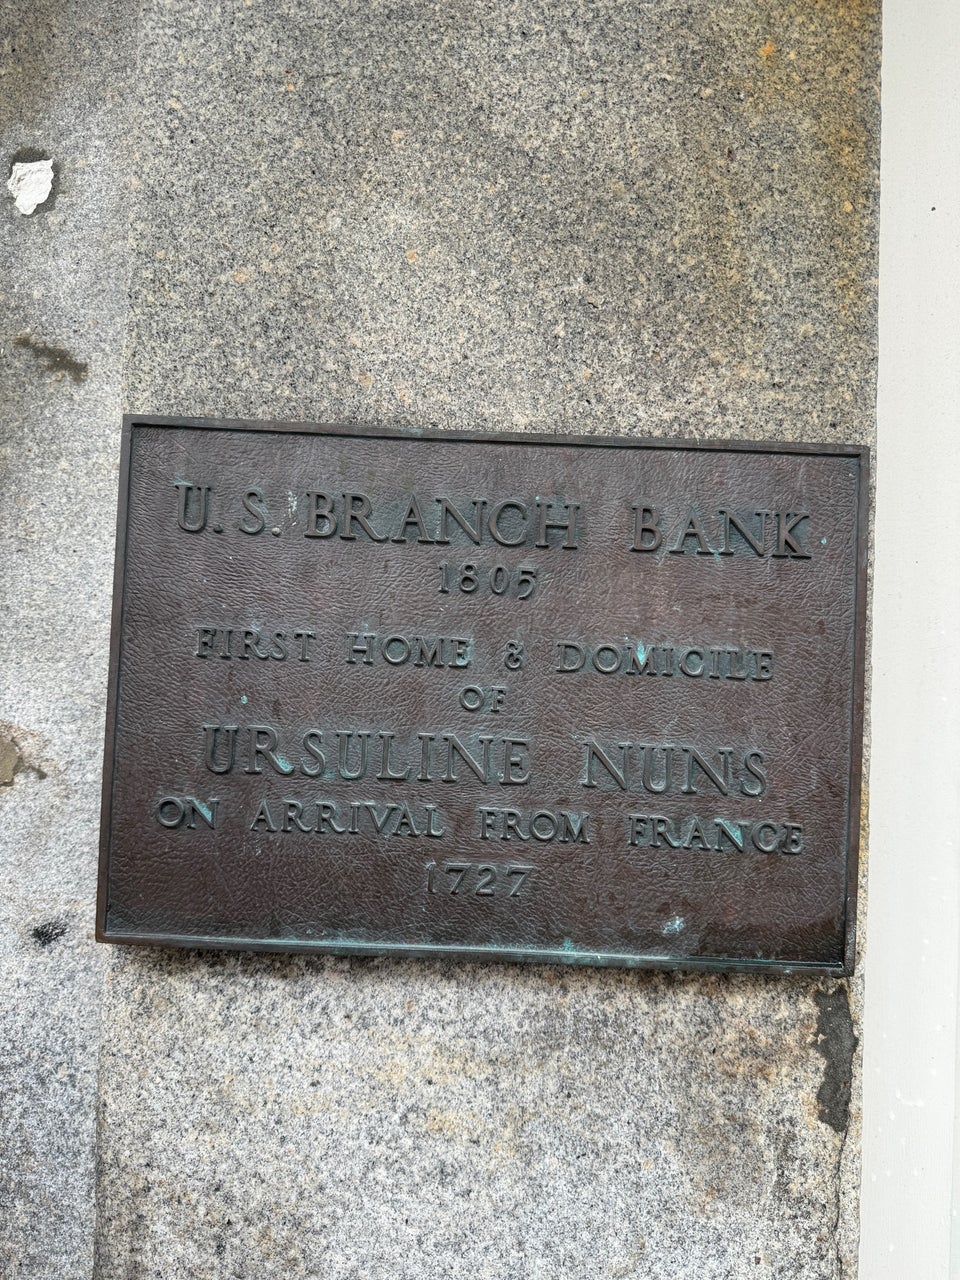 U.S. BRANCH BANK
1805
FIRST HOME & DOMICILE
OF
URSULINE NUNS
ON ARRIVAL FROM FRANCE
1727